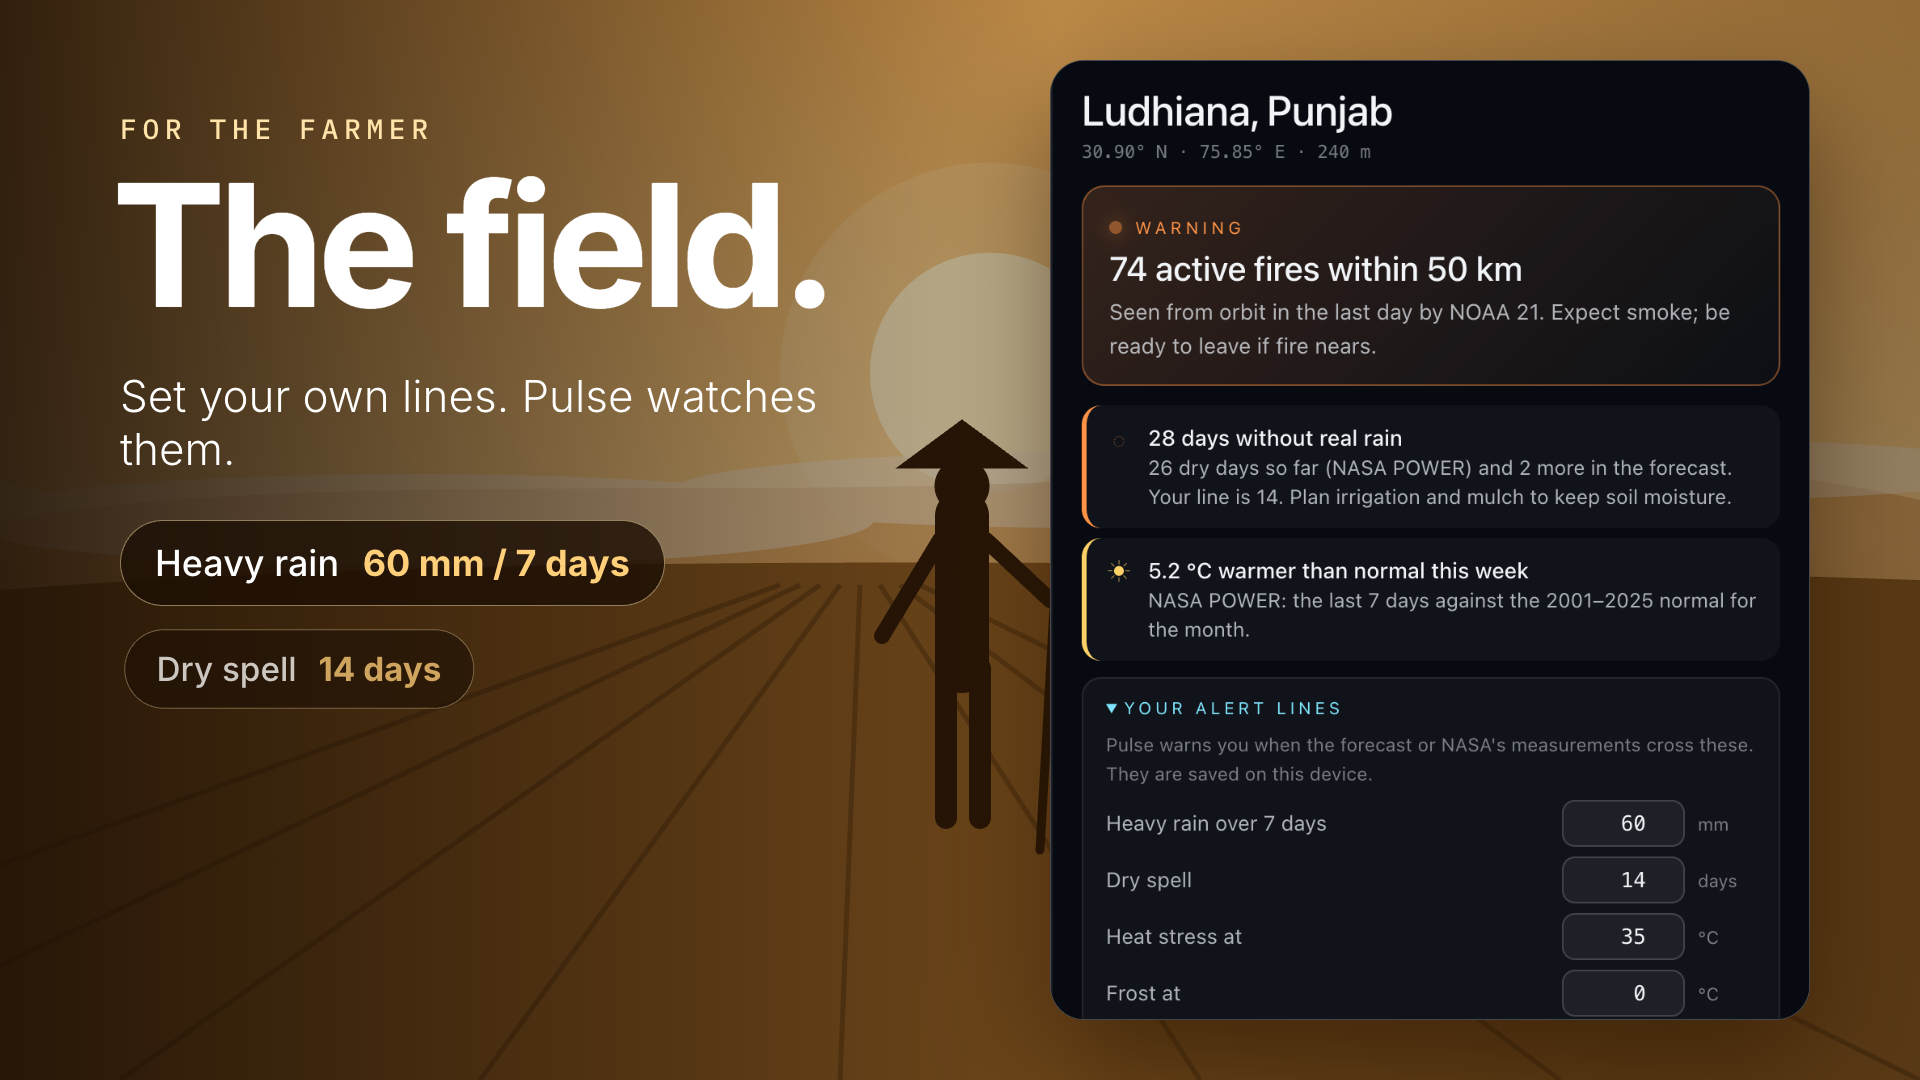 FOR THE FARMER
The field.
Set your own lines. Pulse watches
them.
Heavy rain 60 mm / 7 days
Dry spell 14 days
Ludhiana, Punjab
30.90° N · 75.85° E · 240 m
WARNING
74 active fires within 50 km
Seen from orbit in the last day by NOAA 21. Expect smoke; be
ready to leave if fire nears.
28 days without real rain
26 dry days so far (NASA POWER) and 2 more in the forecast.
Your line is 14. Plan irrigation and mulch to keep soil moisture.
5.2 °C warmer than normal this week
NASA POWER: the last 7 days against the 2001–2025 normal for
the month.
▼ YOUR ALERT LINES
Pulse warns you when the forecast or NASA's measurements cross these.
They are saved on this device.
Heavy rain over 7 days 60 mm
Dry spell 14 days
Heat stress at 35 °C
Frost at 0 °C